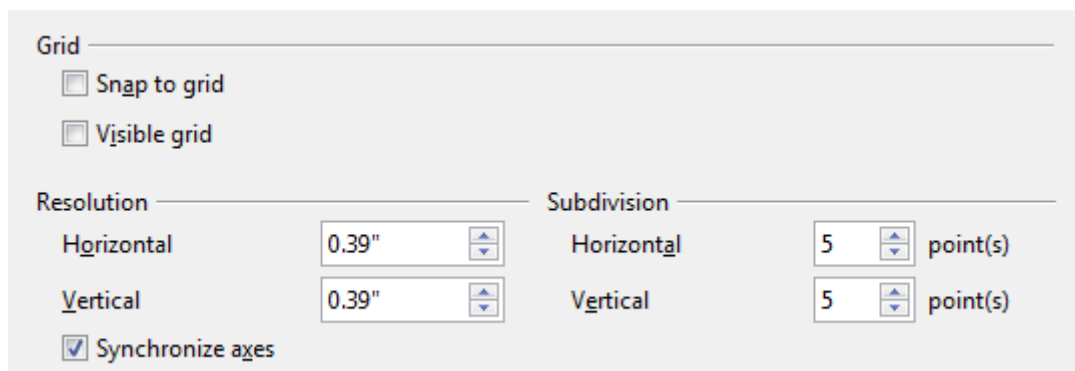 Grid
Snap to grid
Visible grid
Resolution
Horizontal 0.39"
Vertical 0.39"
Synchronize axes
Subdivision
Horizontal 5 point(s)
Vertical 5 point(s)